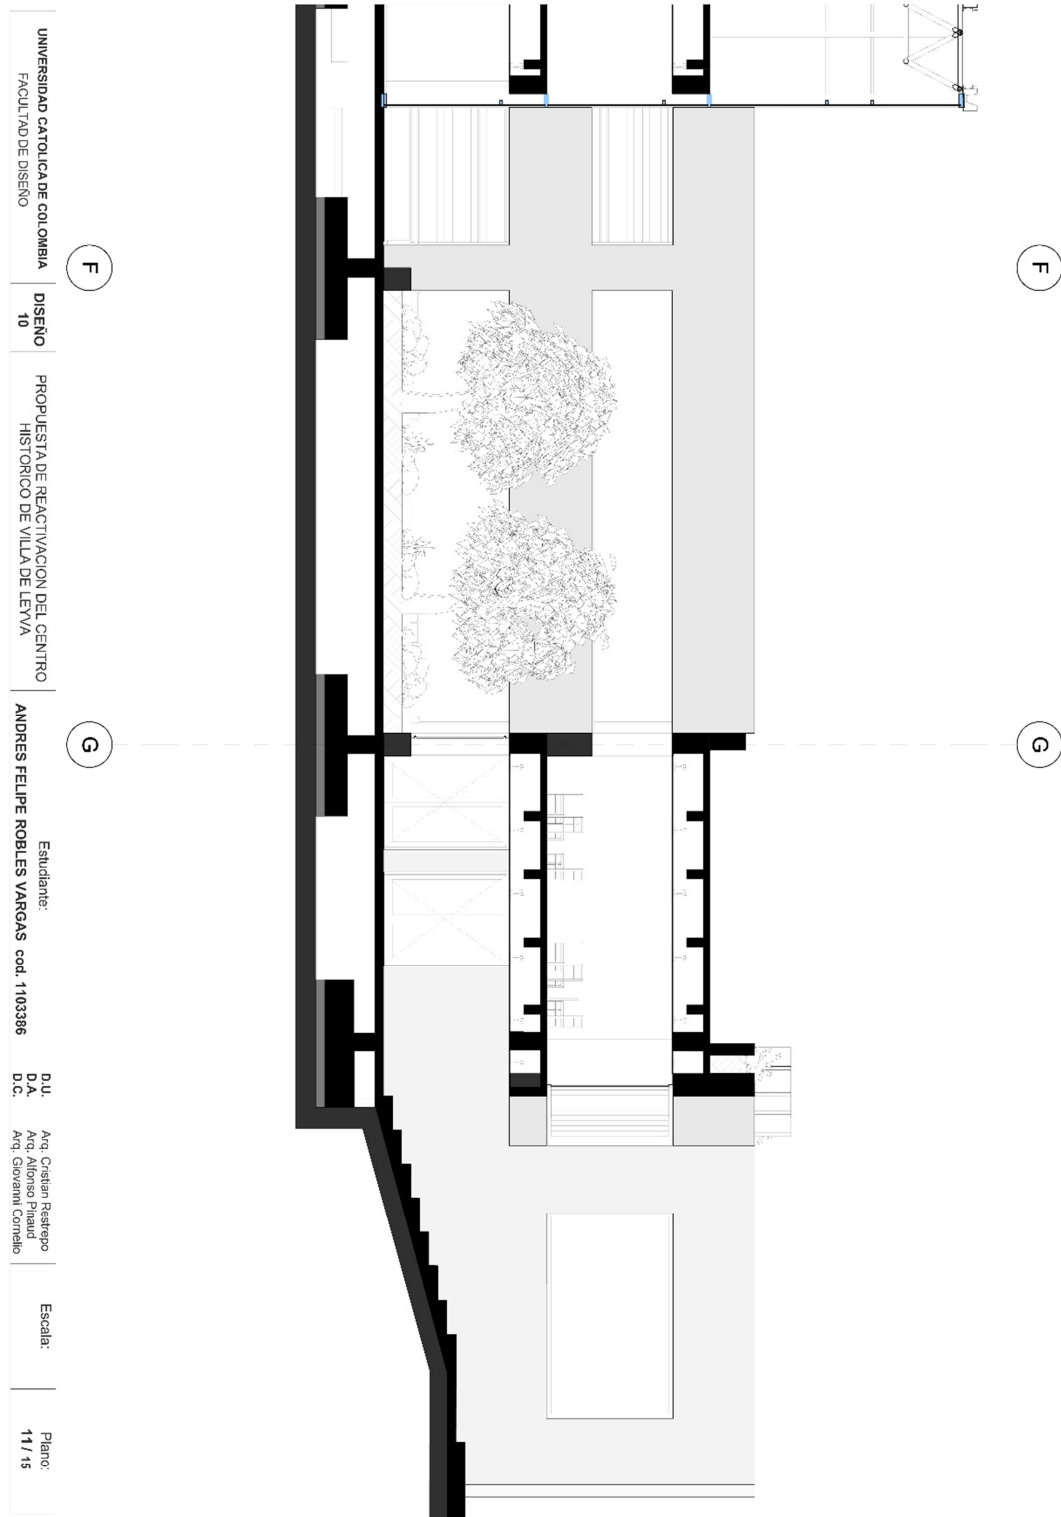 F
F
G
G
UNIVERSIDAD CATOLICA DE COLOMBIA
FACULTAD DE DISEÑO
DISEÑO
10
PROPUESTA DE REACTIVACION DEL CENTRO
HISTORICO DE VILLA DE LEYVA
Estudiante:
ANDRES FELIPE ROBLES VARGAS cod. 1103386
D.U. Arq. Cristian Restrepo
D.A. Arq. Alfonso Pinaud
D.C. Arq. Giovanni Cornelio
Escala:
Plano:
11 / 15